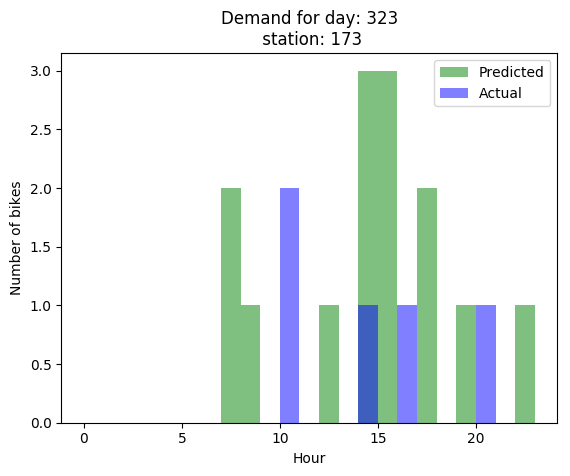 Demand for day: 323
station: 173
Predicted
Actual
3.0
2.5
2.0
1.5
1.0
0.5
0.0
Number of bikes
0
5
10
15
20
Hour